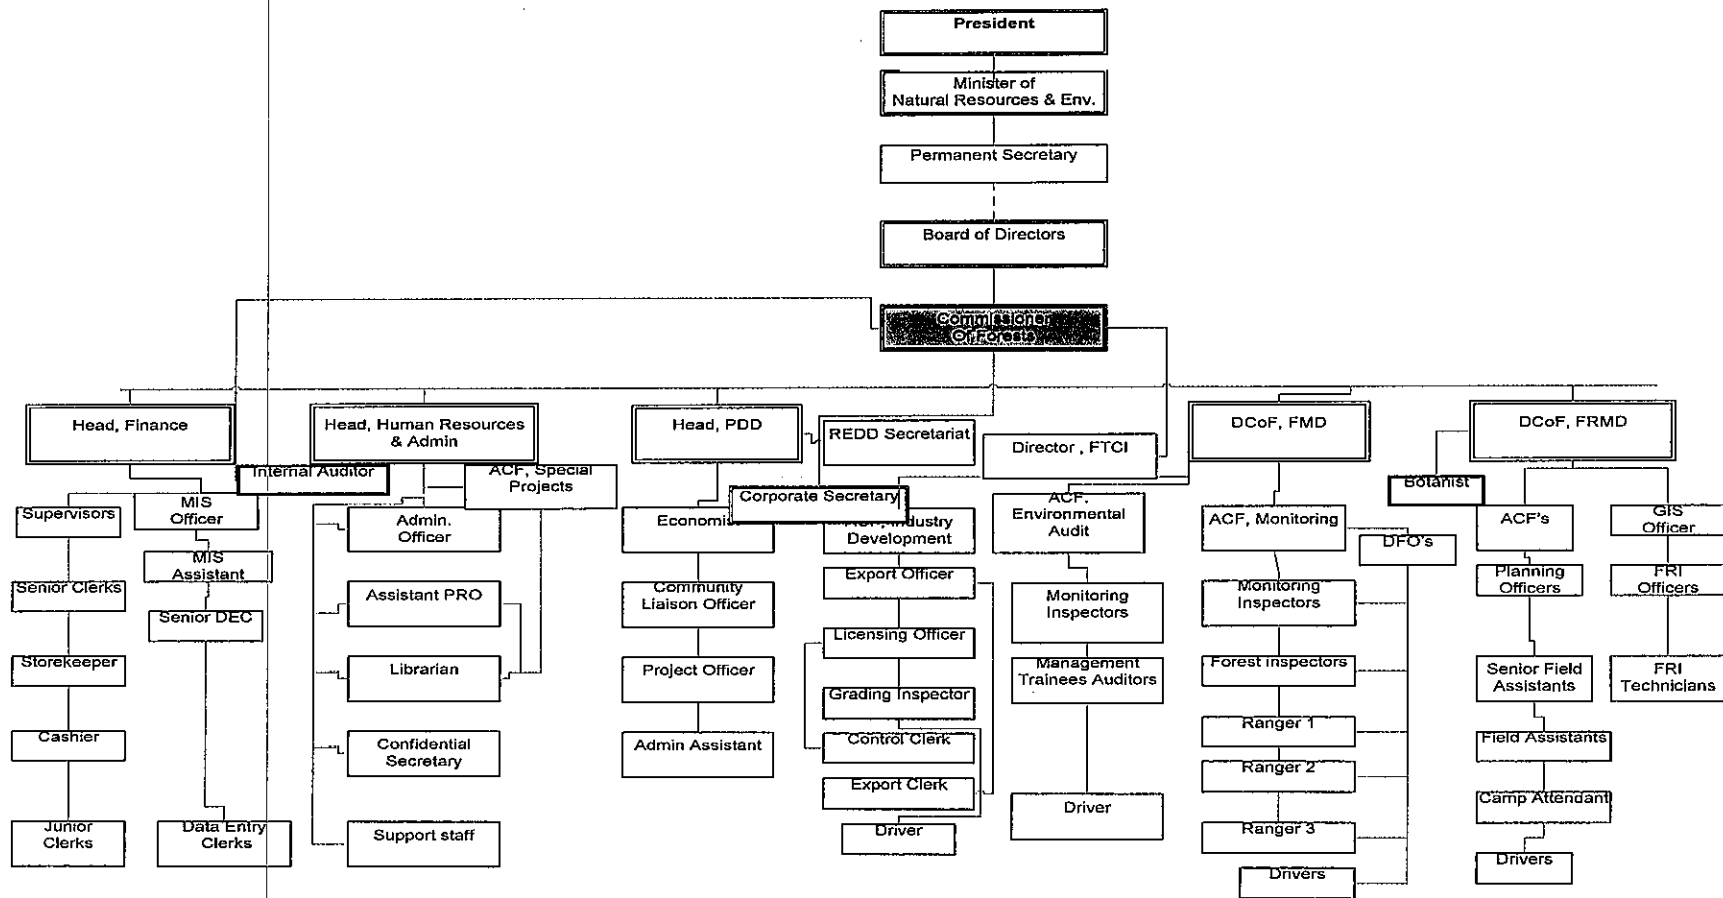 President
Minister of
Natural Resources & Env.
Permanent Secretary
Board of Directors
Commissioner
Of Forests
Head, Finance
Head, Human Resources
& Admin
Head, PDD
REDD Secretariat
Director , FTCI
DCoF, FMD
DCoF, FRMD
Internal Auditor
ACF, Special
Projects
Corporate Secretary
Botanist
Supervisors
MIS
Officer
Admin.
Officer
Economist
Industry
Development
ACF.
Environmental
Audit
ACF, Monitoring
DFO's
ACF's
GIS
Officer
MIS
Assistant
Senior Clerks
Assistant PRO
Community
Liaison Officer
Export Officer
Monitoring
Inspectors
Monitoring
Inspectors
Planning
Officers
FRI
Officers
Senior DEC
Storekeeper
Librarian
Project Officer
Licensing Officer
Grading Inspector
Management
Trainees Auditors
Forest inspectors
Senior Field
Assistants
FRI
Technicians
Cashier
Confidential
Secretary
Admin Assistant
Control Clerk
Ranger 1
Field Assistants
Ranger 2
Export Clerk
Driver
Camp Attendant
Junior
Clerks
Data Entry
Clerks
Support staff
Driver
Ranger 3
Drivers
Drivers